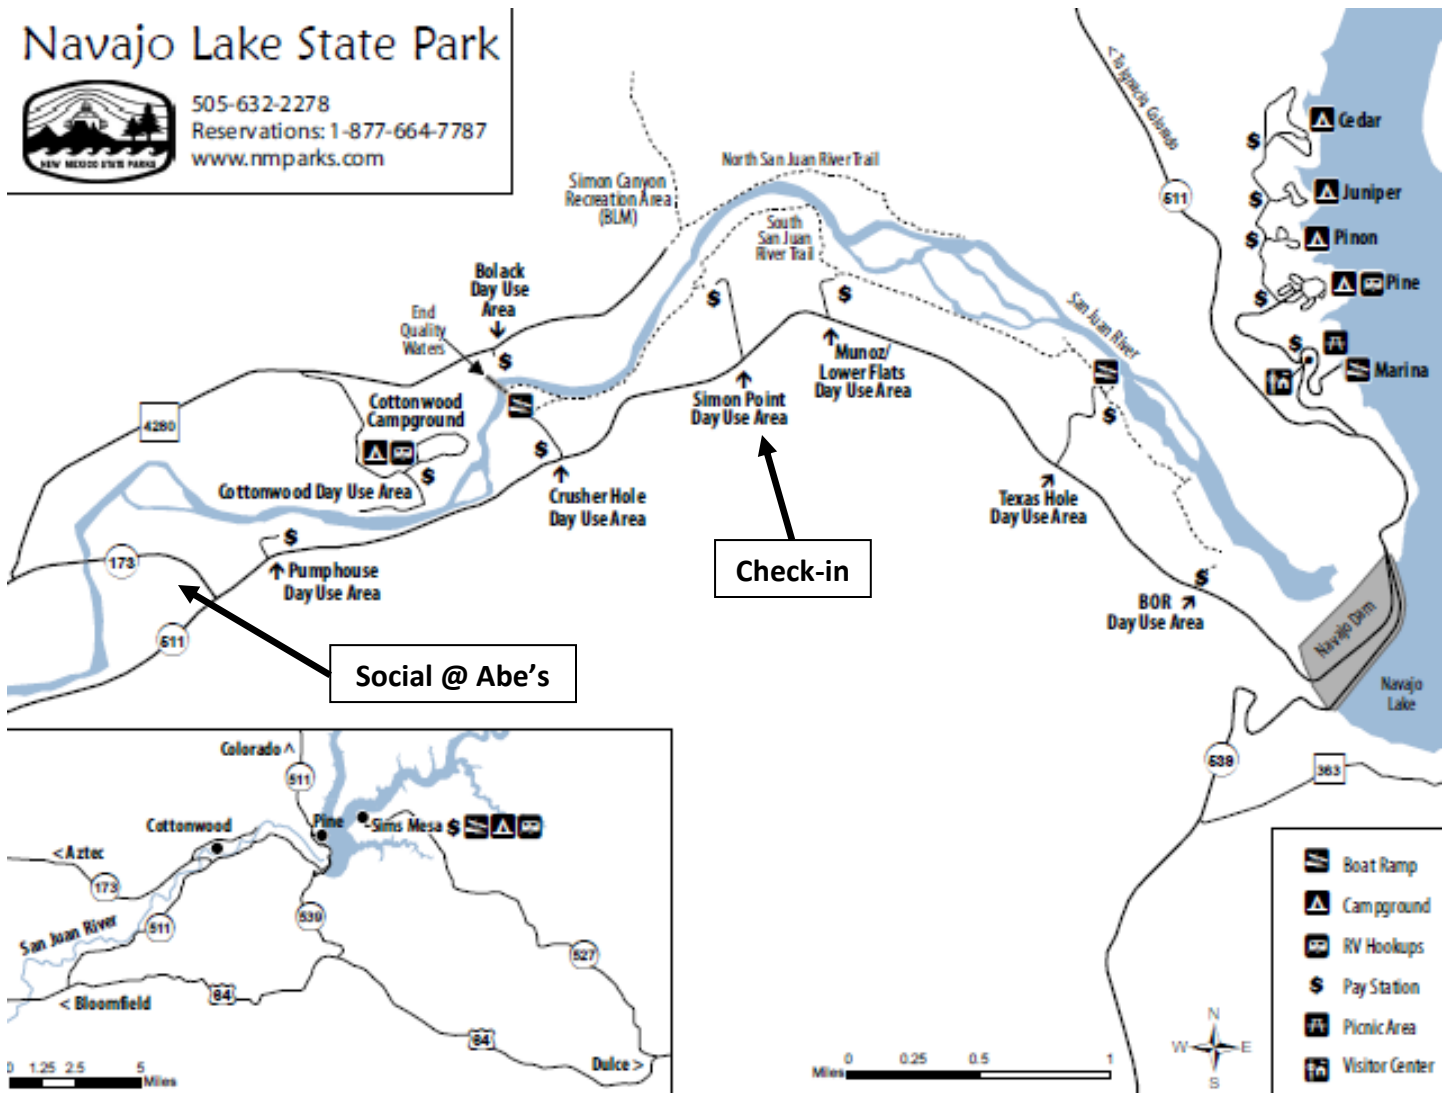 Navajo Lake State Park
NEW MEXICO STATE PARKS
505-632-2278
Reservations: 1-877-664-7787
www.nmparks.com
< To Ignacio Colorado
511
$
Cedar
$
Juniper
$
Pinon
$
Pine
$
Marina
North San Juan River Trail
Simon Canyon
Recreation Area
(BLM)
South
San Juan
River Trail
San Juan River
Bolack
Day Use
Area
$
End
Quality
Waters
$
$
Munoz/
Lower Flats
Day Use Area
Simon Point
Day Use Area
Cottonwood
Campground
$
Cottonwood Day Use Area
4280
$
Crusher Hole
Day Use Area
$
Texas Hole
Day Use Area
Check-in
173
$
Pumphouse
Day Use Area
511
$
BOR
Day Use Area
Navajo Dam
Navajo
Lake
Social @ Abe's
539
363
Colorado ^
511
Cottonwood
Pine
Sims Mesa $
< Aztec
173
511
San Juan River
539
527
64
< Bloomfield
64
Dulce >
0 1.25 2.5 5
Miles
0 0.25 0.5 1
Miles
N
W E
S
Boat Ramp
Campground
RV Hookups
$ Pay Station
Picnic Area
Visitor Center